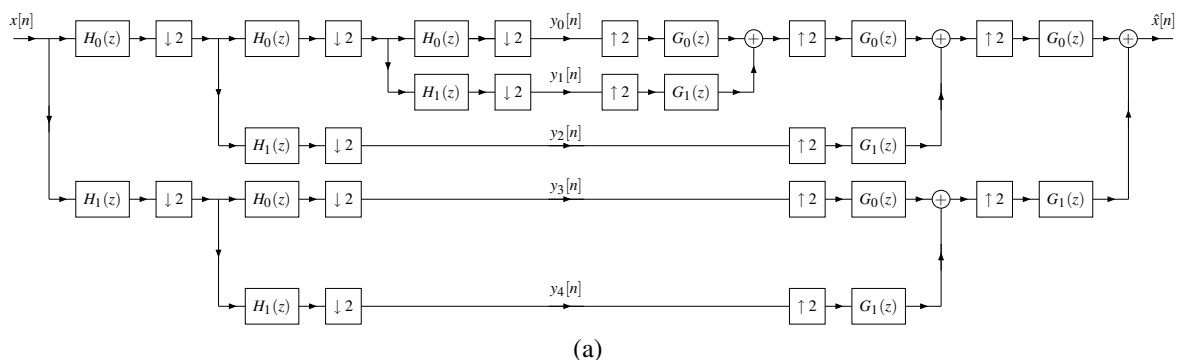 x[n] H₀(z) ↓ 2 H₀(z) ↓ 2 H₀(z) ↓ 2 y₀[n] ↑ 2 G₀(z) + ↑ 2 G₀(z) + ↑ 2 G₀(z) + x̂[n]
H₁(z) ↓ 2 y₁[n] ↑ 2 G₁(z)
H₁(z) ↓ 2 y₂[n] ↑ 2 G₁(z)
H₁(z) ↓ 2 H₀(z) ↓ 2 y₃[n] ↑ 2 G₀(z) + ↑ 2 G₁(z)
H₁(z) ↓ 2 y₄[n] ↑ 2 G₁(z)
(a)